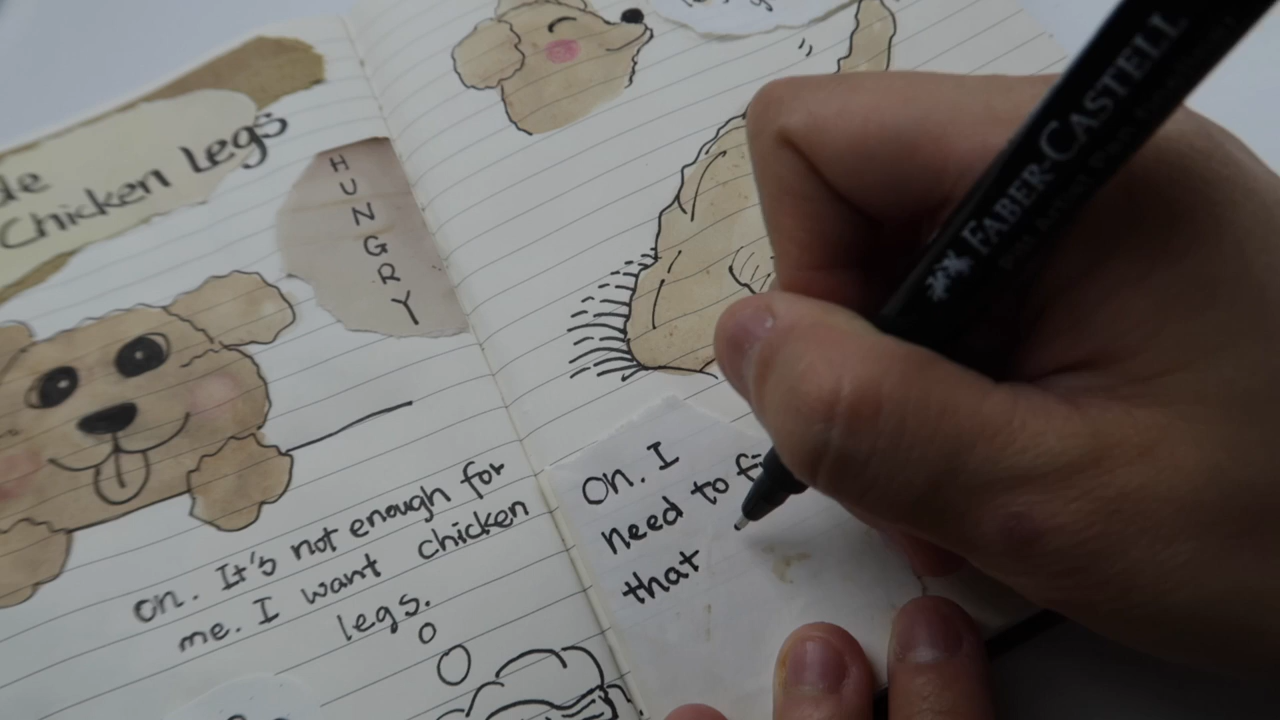 Chicken Legs
HUNGRY
on. It's not enough for
me. I want chicken
legs.
on. I
need to
that
FABER-CASTELL